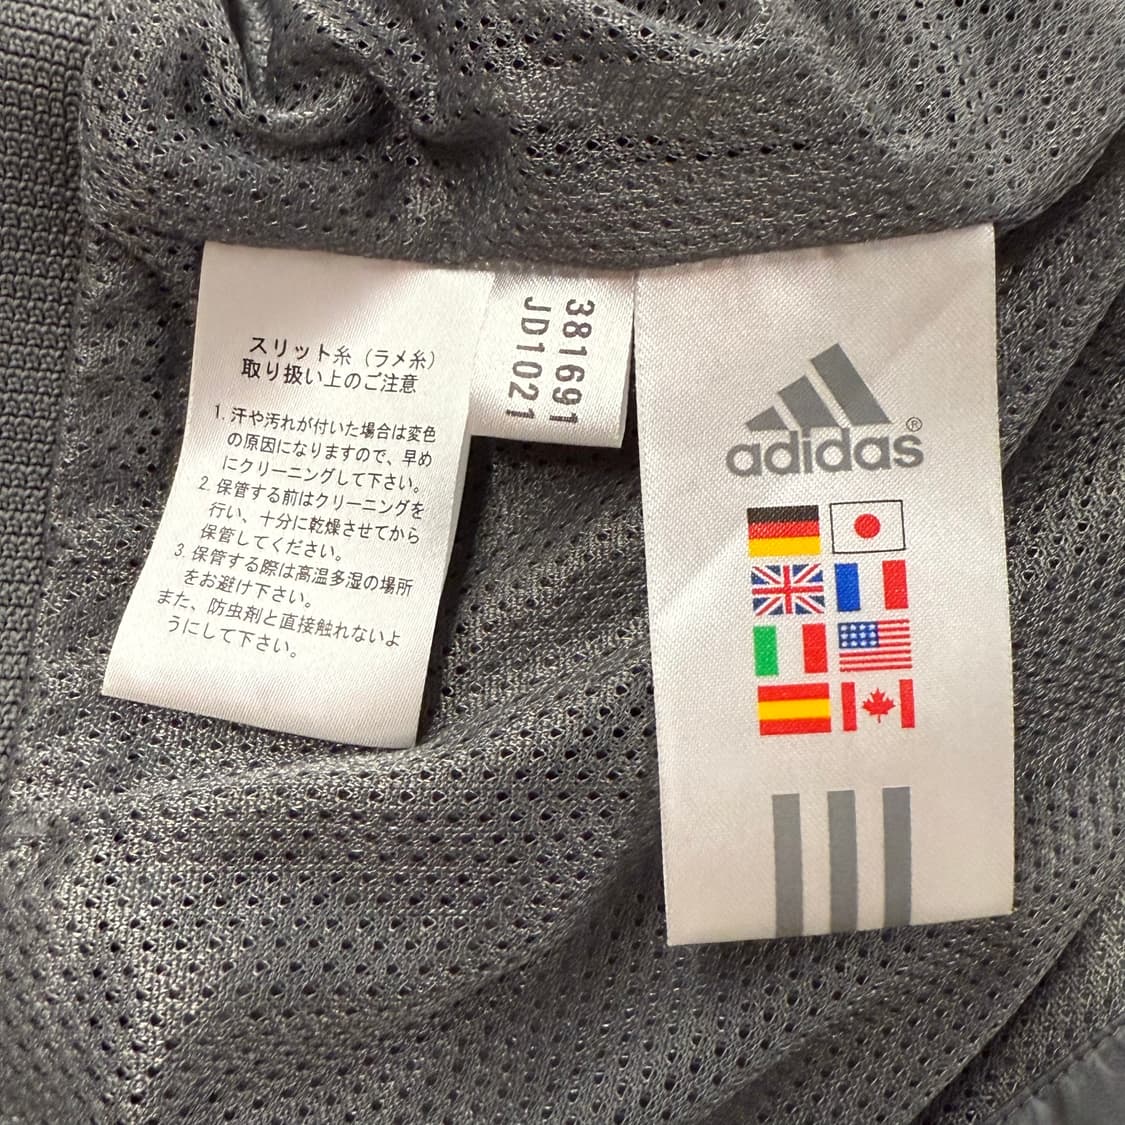 スリット糸（ラメ糸）
取り扱い上のご注意
1. 汗や汚れが付いた場合は変色
の原因になりますので、早め
にクリーニングして下さい。
2. 保管する前はクリーニングを
行い、十分に乾燥させてから
保管してください。
3. 保管する際は高温多湿の場所
をお避け下さい。
また、防虫剤と直接触れないよ
うにして下さい。
381691
JD1021
adidas®